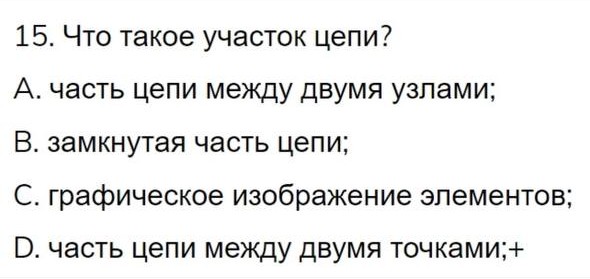 15. Что такое участок цепи?
A. часть цепи между двумя узлами;
B. замкнутая часть цепи;
C. графическое изображение элементов;
D. часть цепи между двумя точками;+